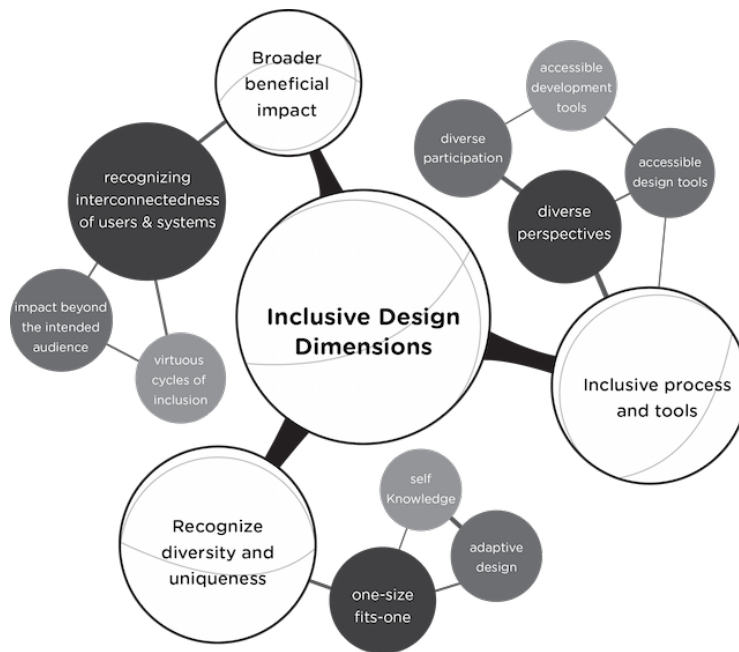 Broader
beneficial
impact
recognizing
interconnectedness
of users & systems
impact beyond
the intended
audience
virtuous
cycles of
inclusion
accessible
development
tools
diverse
participation
accessible
design tools
diverse
perspectives
Inclusive Design
Dimensions
Inclusive process
and tools
Recognize
diversity and
uniqueness
self
Knowledge
adaptive
design
one-size
fits-one